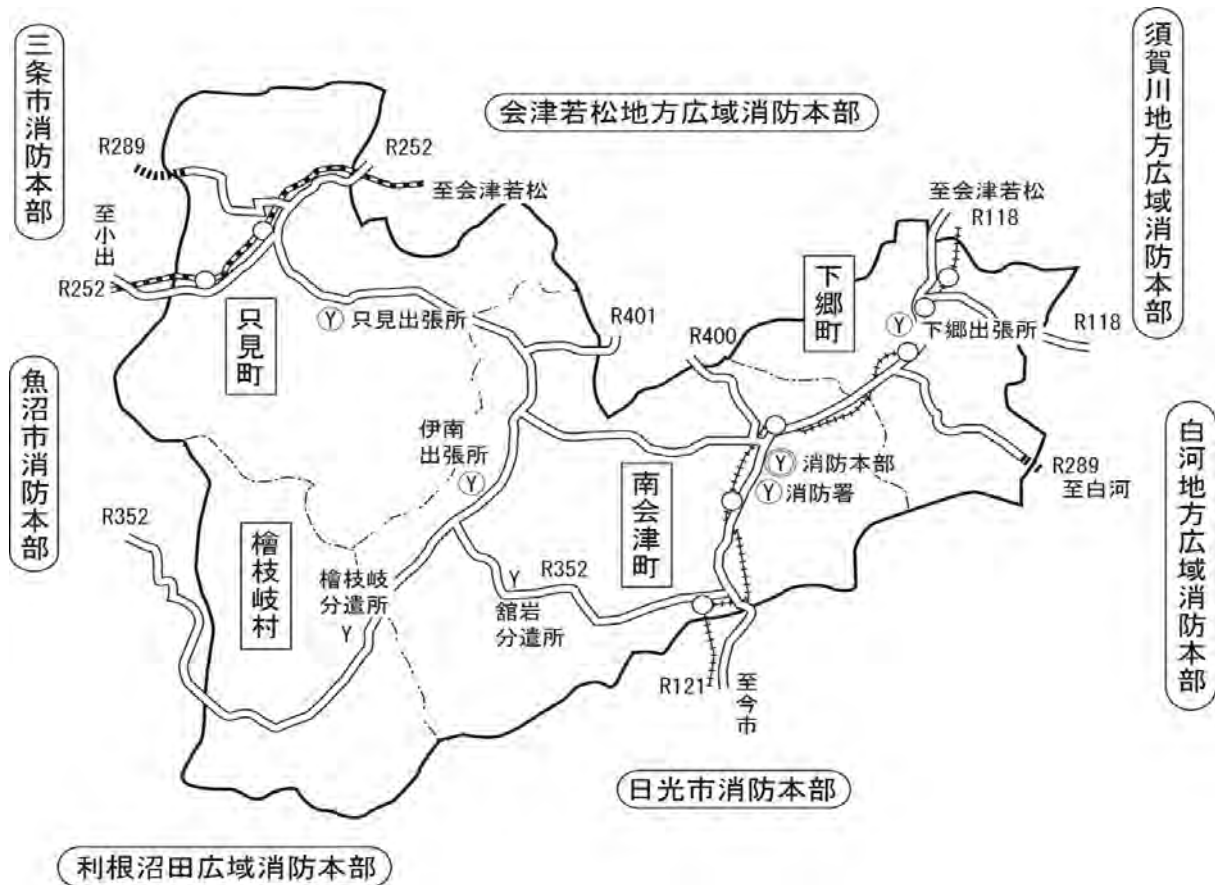 三条市消防本部
会津若松地方広域消防本部
須賀川地方広域消防本部
R289
R252
至会津若松
至会津若松
R118
至小出
R252
下郷町
只見町
只見出張所
R401
R400
下郷出張所
R118
魚沼市消防本部
伊南
出張所
消防本部
消防署
R289
至白河
白河地方広域消防本部
南会津町
R352
檜枝岐村
檜枝岐
分遣所
R352
舘岩
分遣所
R121
至今市
日光市消防本部
利根沼田広域消防本部